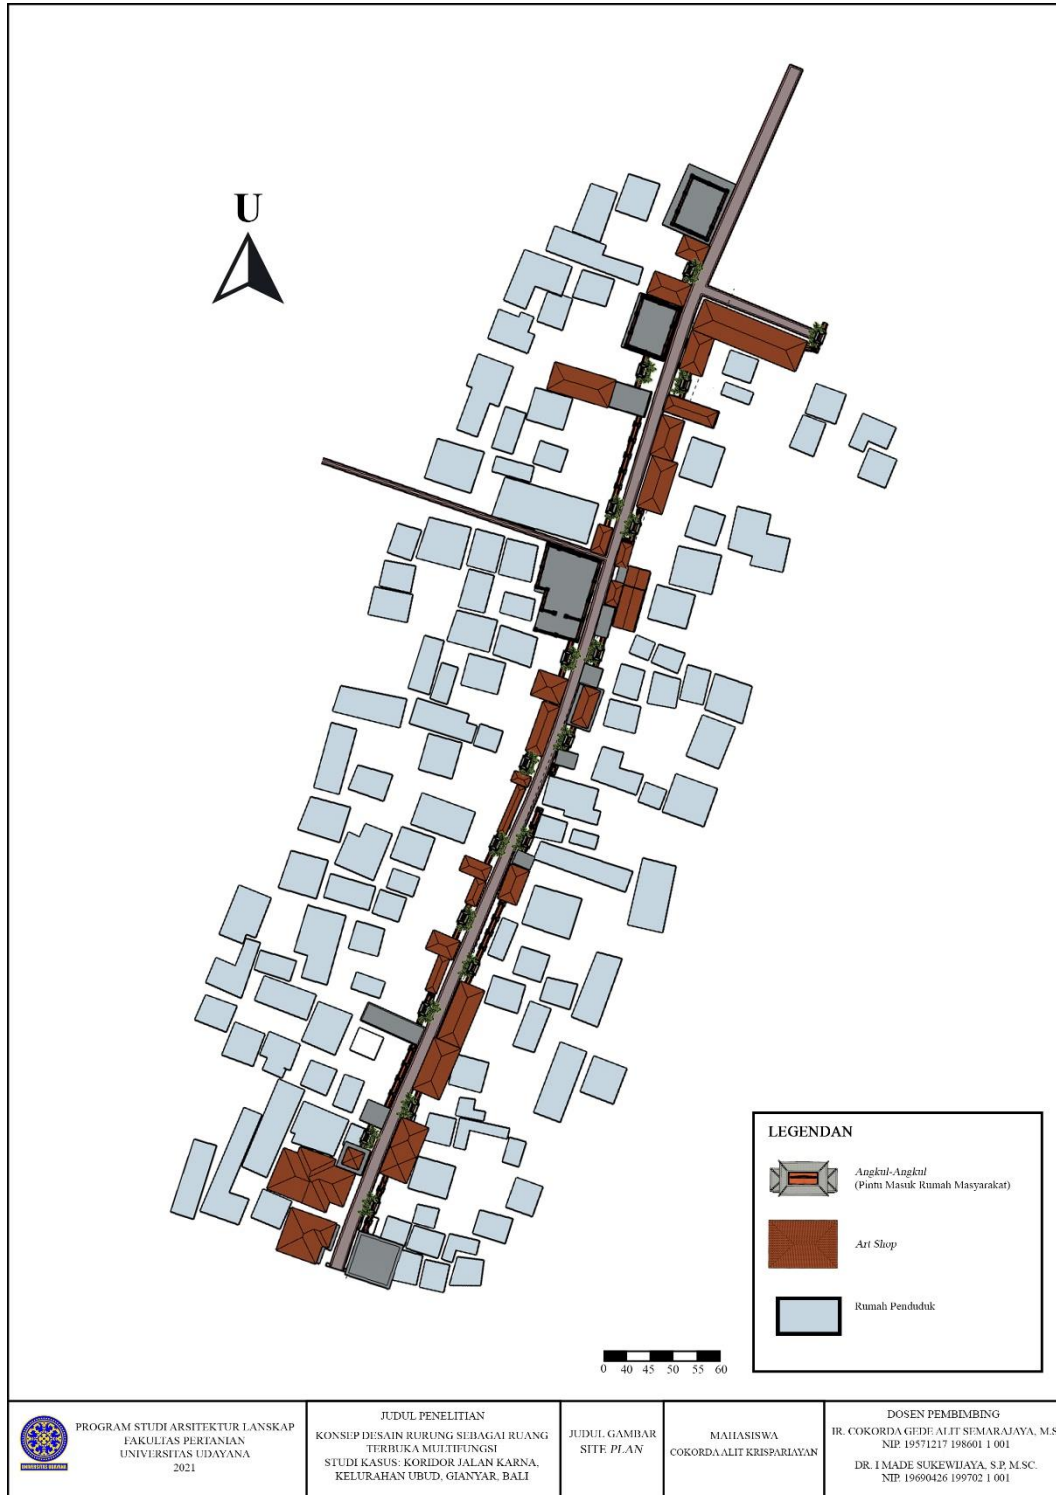 U
LEGENDAN
Angkul-Angkul
(Pintu Masuk Rumah Masyarakat)
Art Shop
Rumah Penduduk
0 40 45 50 55 60
UNIVERSITAS UDAYANA
PROGRAM STUDI ARSITEKTUR LANSKAP
FAKULTAS PERTANIAN
UNIVERSITAS UDAYANA
2021
JUDUL PENELITIAN
KONSEP DESAIN RURUNG SEBAGAI RUANG
TERBUKA MULTIFUNGSI
STUDI KASUS: KORIDOR JALAN KARNA,
KELURAHAN UBUD, GIANYAR, BALI
JUDUL GAMBAR
SITE PLAN
MAHASISWA
COKORDA ALIT KRISPARIAYAN
DOSEN PEMBIMBING
IR. COKORDA GEDE ALIT SEMARAJAYA, M.S
NIP. 19571217 198601 1 001
DR. I MADE SUKEWIJAYA, S.P, M.SC.
NIP. 19690426 199702 1 001